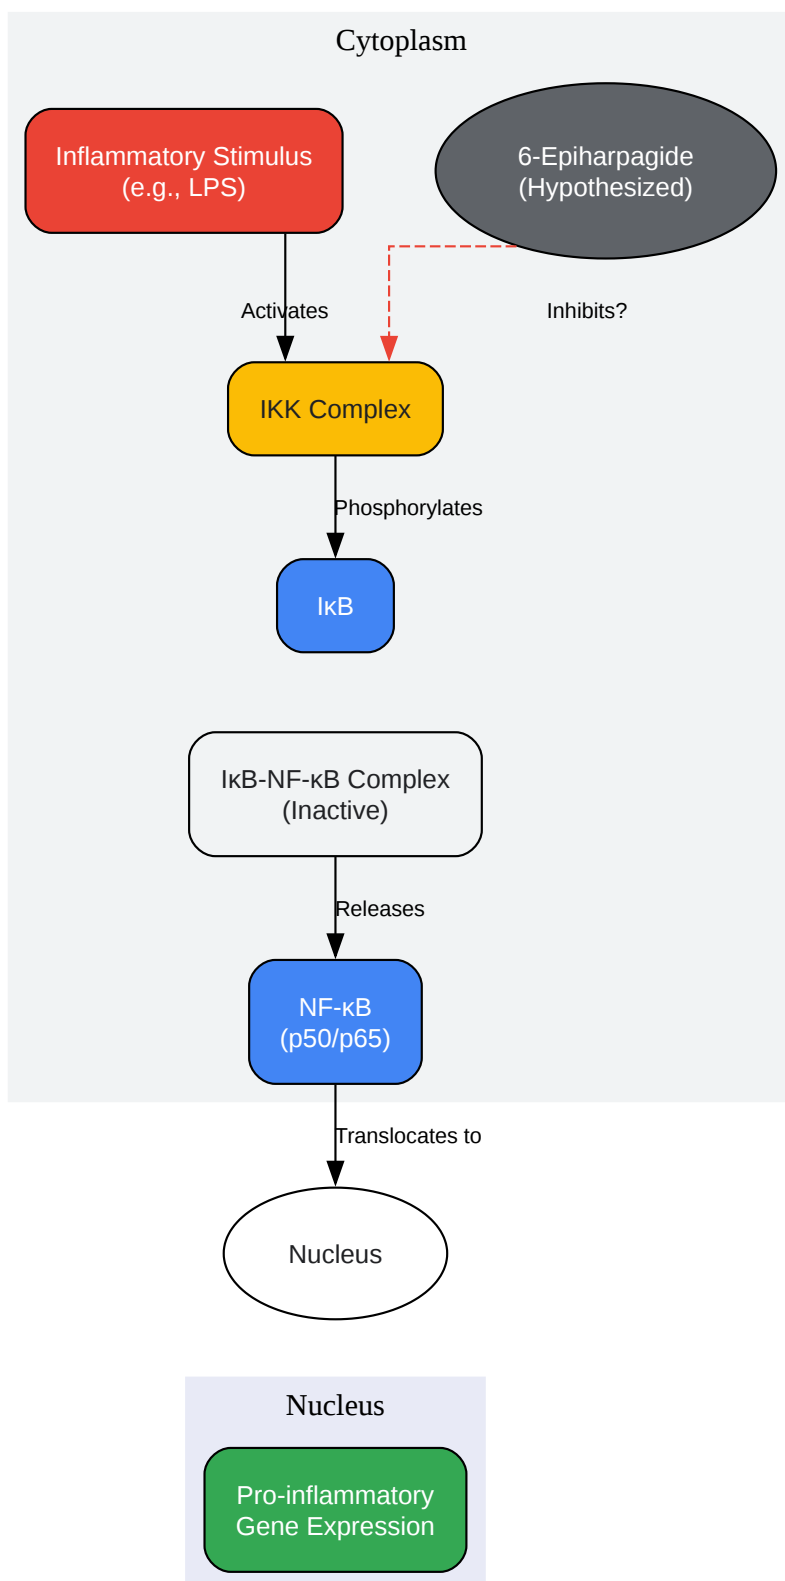 Cytoplasm
Inflammatory Stimulus
(e.g., LPS)
6-Epiharpagide
(Hypothesized)
Activates
Inhibits?
IKK Complex
Phosphorylates
IκB
IκB-NF-κB Complex
(Inactive)
Releases
NF-κB
(p50/p65)
Translocates to
Nucleus
Nucleus
Pro-inflammatory
Gene Expression